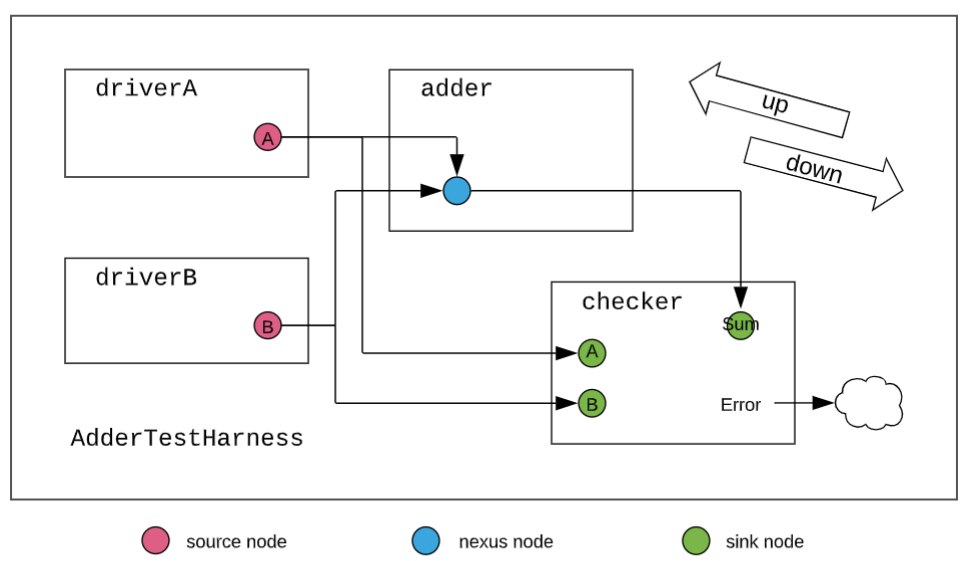 driverA
adder
up
A
down
driverB
checker
B
Sum
A
B
Error
AdderTestHarness
source node
nexus node
sink node